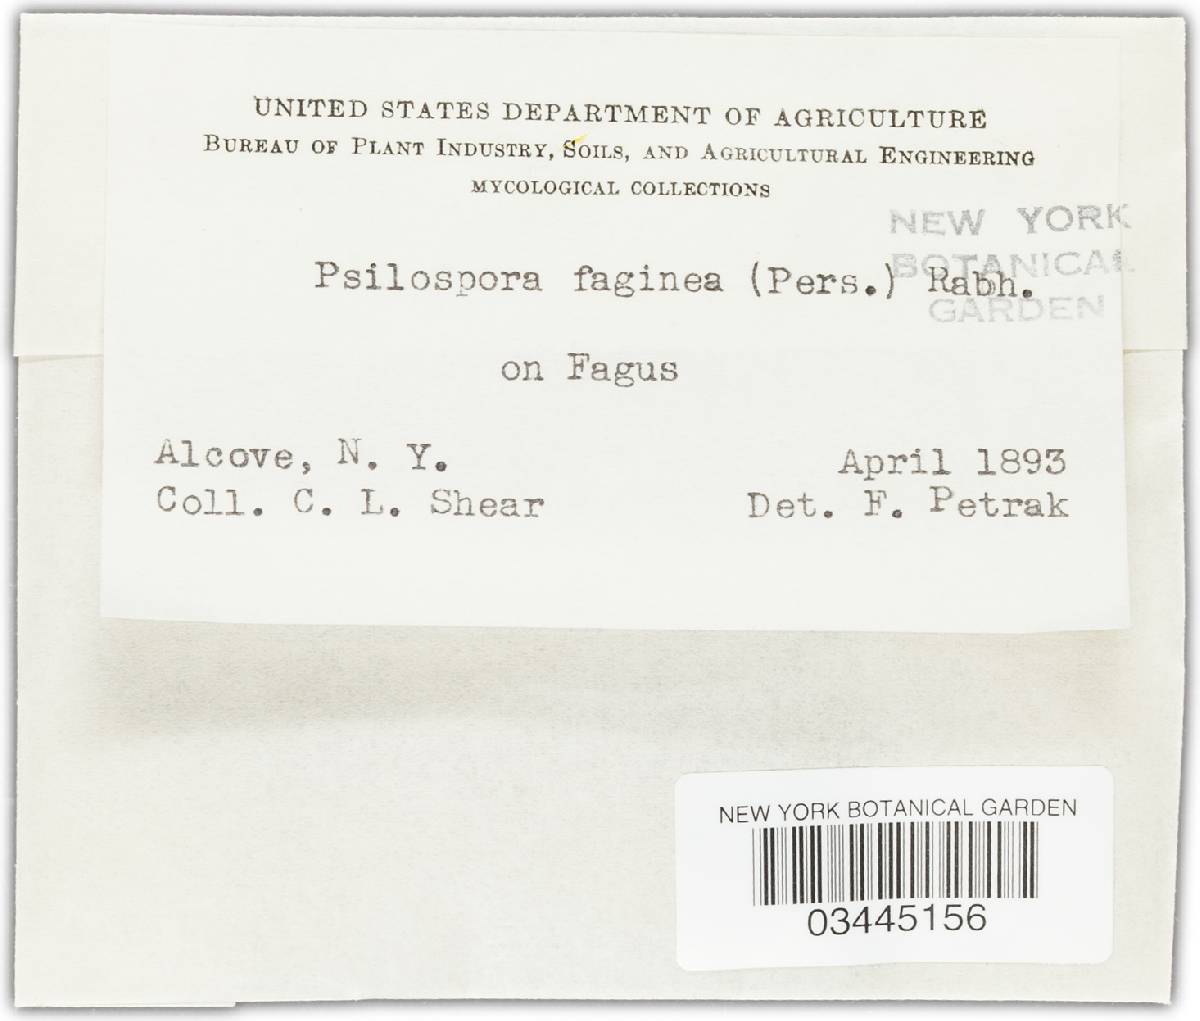 UNITED STATES DEPARTMENT OF AGRICULTURE
BUREAU OF PLANT INDUSTRY, SOILS, AND AGRICULTURAL ENGINEERING
MYCOLOGICAL COLLECTIONS
NEW YORK
BOTANICAL
GARDEN
Psilospora faginea (Pers.) Rabh.
on Fagus
Alcove, N. Y.
April 1893
Coll. C. L. Shear
Det. F. Petrak
NEW YORK BOTANICAL GARDEN
03445156